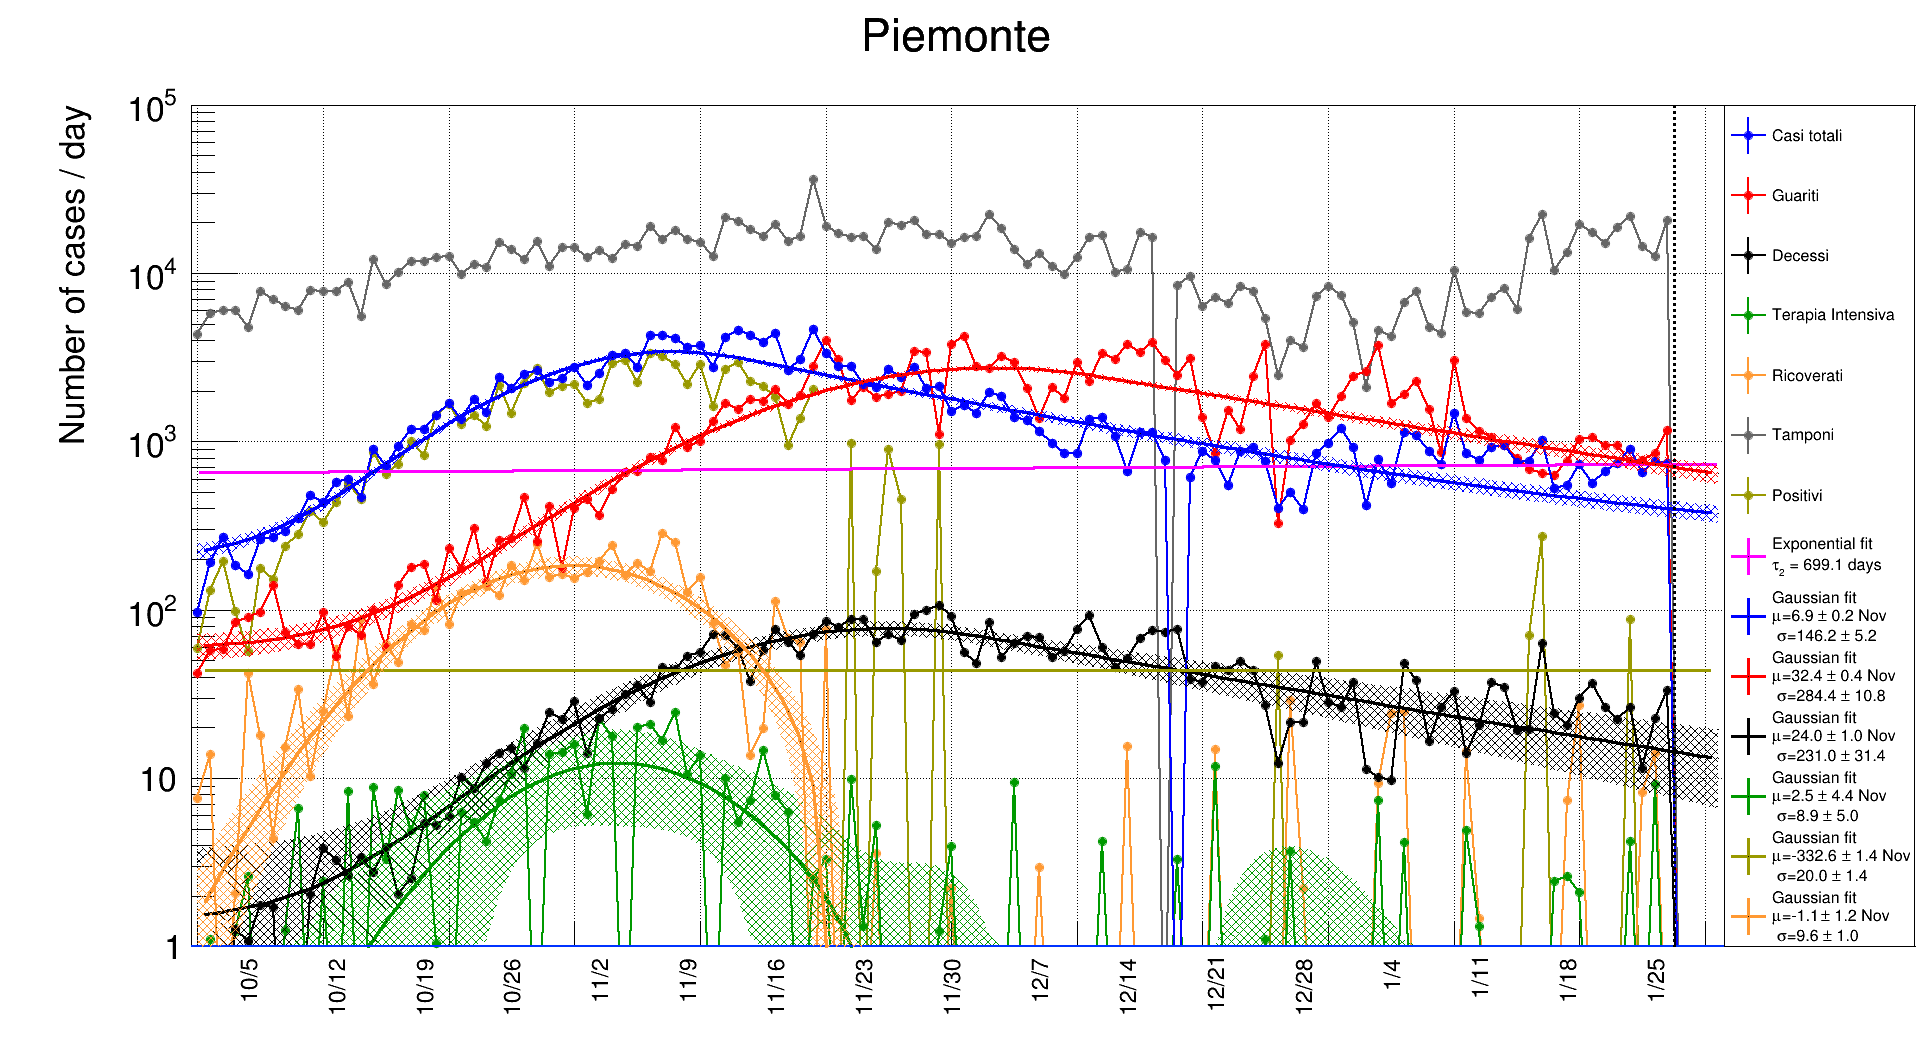 Piemonte
Number of cases / day
10^5
10^4
10^3
10^2
10
1
10/5
10/12
10/19
10/26
11/2
11/9
11/16
11/23
11/30
12/7
12/14
12/21
12/28
1/4
1/11
1/18
1/25
Casi totali
Guariti
Decessi
Terapia Intensiva
Ricoverati
Tamponi
Positivi
Exponential fit
τ₂ = 699.1 days
Gaussian fit
μ=6.9 ± 0.2 Nov
σ=146.2 ± 5.2
Gaussian fit
μ=32.4 ± 0.4 Nov
σ=284.4 ± 10.8
Gaussian fit
μ=24.0 ± 1.0 Nov
σ=231.0 ± 31.4
Gaussian fit
μ=2.5 ± 4.4 Nov
σ=8.9 ± 5.0
Gaussian fit
μ=-332.6 ± 1.4 Nov
σ=20.0 ± 1.4
Gaussian fit
μ=-1.1 ± 1.2 Nov
σ=9.6 ± 1.0